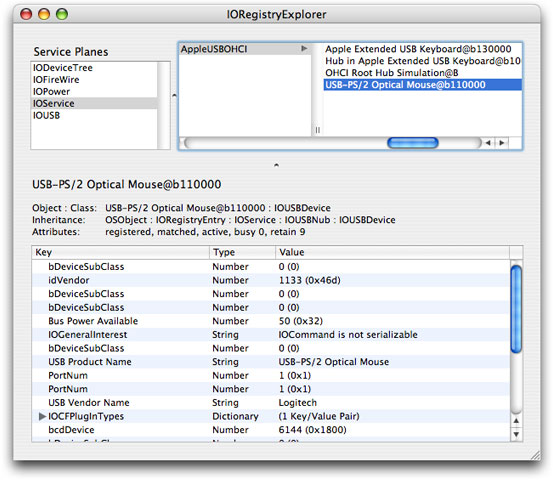 IORegistryExplorer
Service Planes
IODeviceTree
IOFireWire
IOPower
IOService
IOUSB
AppleUSBOHCI
Apple Extended USB Keyboard@b130000
Hub in Apple Extended USB Keyboard@b10
OHCI Root Hub Simulation@B
USB-PS/2 Optical Mouse@b110000
USB-PS/2 Optical Mouse@b110000
Object : Class: USB-PS/2 Optical Mouse@b110000 : IOUSBDevice
Inheritance: OSObject : IORegistryEntry : IOService : IOUSBNub : IOUSBDevice
Attributes: registered, matched, active, busy 0, retain 9
Key Type Value
bDeviceSubClass Number 0 (0)
idVendor Number 1133 (0x46d)
bDeviceSubClass Number 0 (0)
bDeviceSubClass Number 0 (0)
Bus Power Available Number 50 (0x32)
IOGeneralInterest String IOCommand is not serializable
bDeviceSubClass Number 0 (0)
USB Product Name String USB-PS/2 Optical Mouse
PortNum Number 1 (0x1)
PortNum Number 1 (0x1)
USB Vendor Name String Logitech
IOCFPlugInTypes Dictionary (1 Key/Value Pair)
bcdDevice Number 6144 (0x1800)